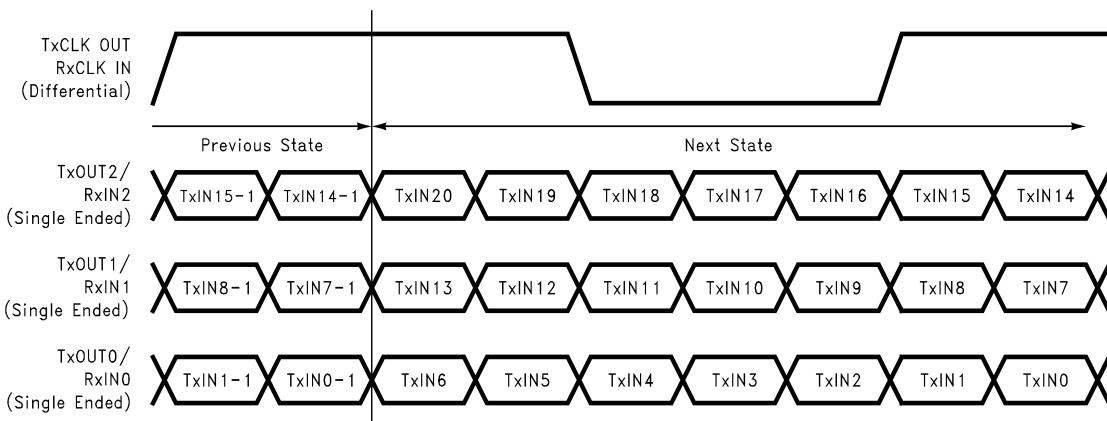 TxCLK OUT
RxCLK IN
(Differential)
Previous State
Next State
TxOUT2/
RxIN2
(Single Ended)
TxIN15-1 TxIN14-1 TxIN20 TxIN19 TxIN18 TxIN17 TxIN16 TxIN15 TxIN14
TxOUT1/
RxIN1
(Single Ended)
TxIN8-1 TxIN7-1 TxIN13 TxIN12 TxIN11 TxIN10 TxIN9 TxIN8 TxIN7
TxOUT0/
RxIN0
(Single Ended)
TxIN1-1 TxIN0-1 TxIN6 TxIN5 TxIN4 TxIN3 TxIN2 TxIN1 TxIN0